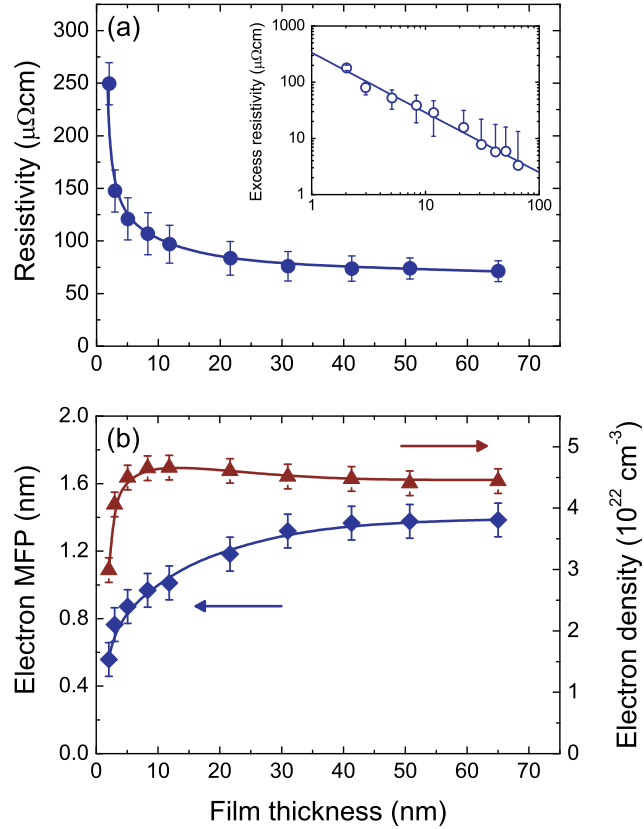 (a)
Resistivity (μΩcm)
300
250
200
150
100
50
0
0 10 20 30 40 50 60 70
Excess resistivity (μΩcm)
1000
100
10
1
1 10 100
(b)
Electron MFP (nm)
2.0
1.6
1.2
0.8
0.4
0.0
5
4
3
2
1
0
Electron density (10²² cm⁻³)
0 10 20 30 40 50 60 70
Film thickness (nm)